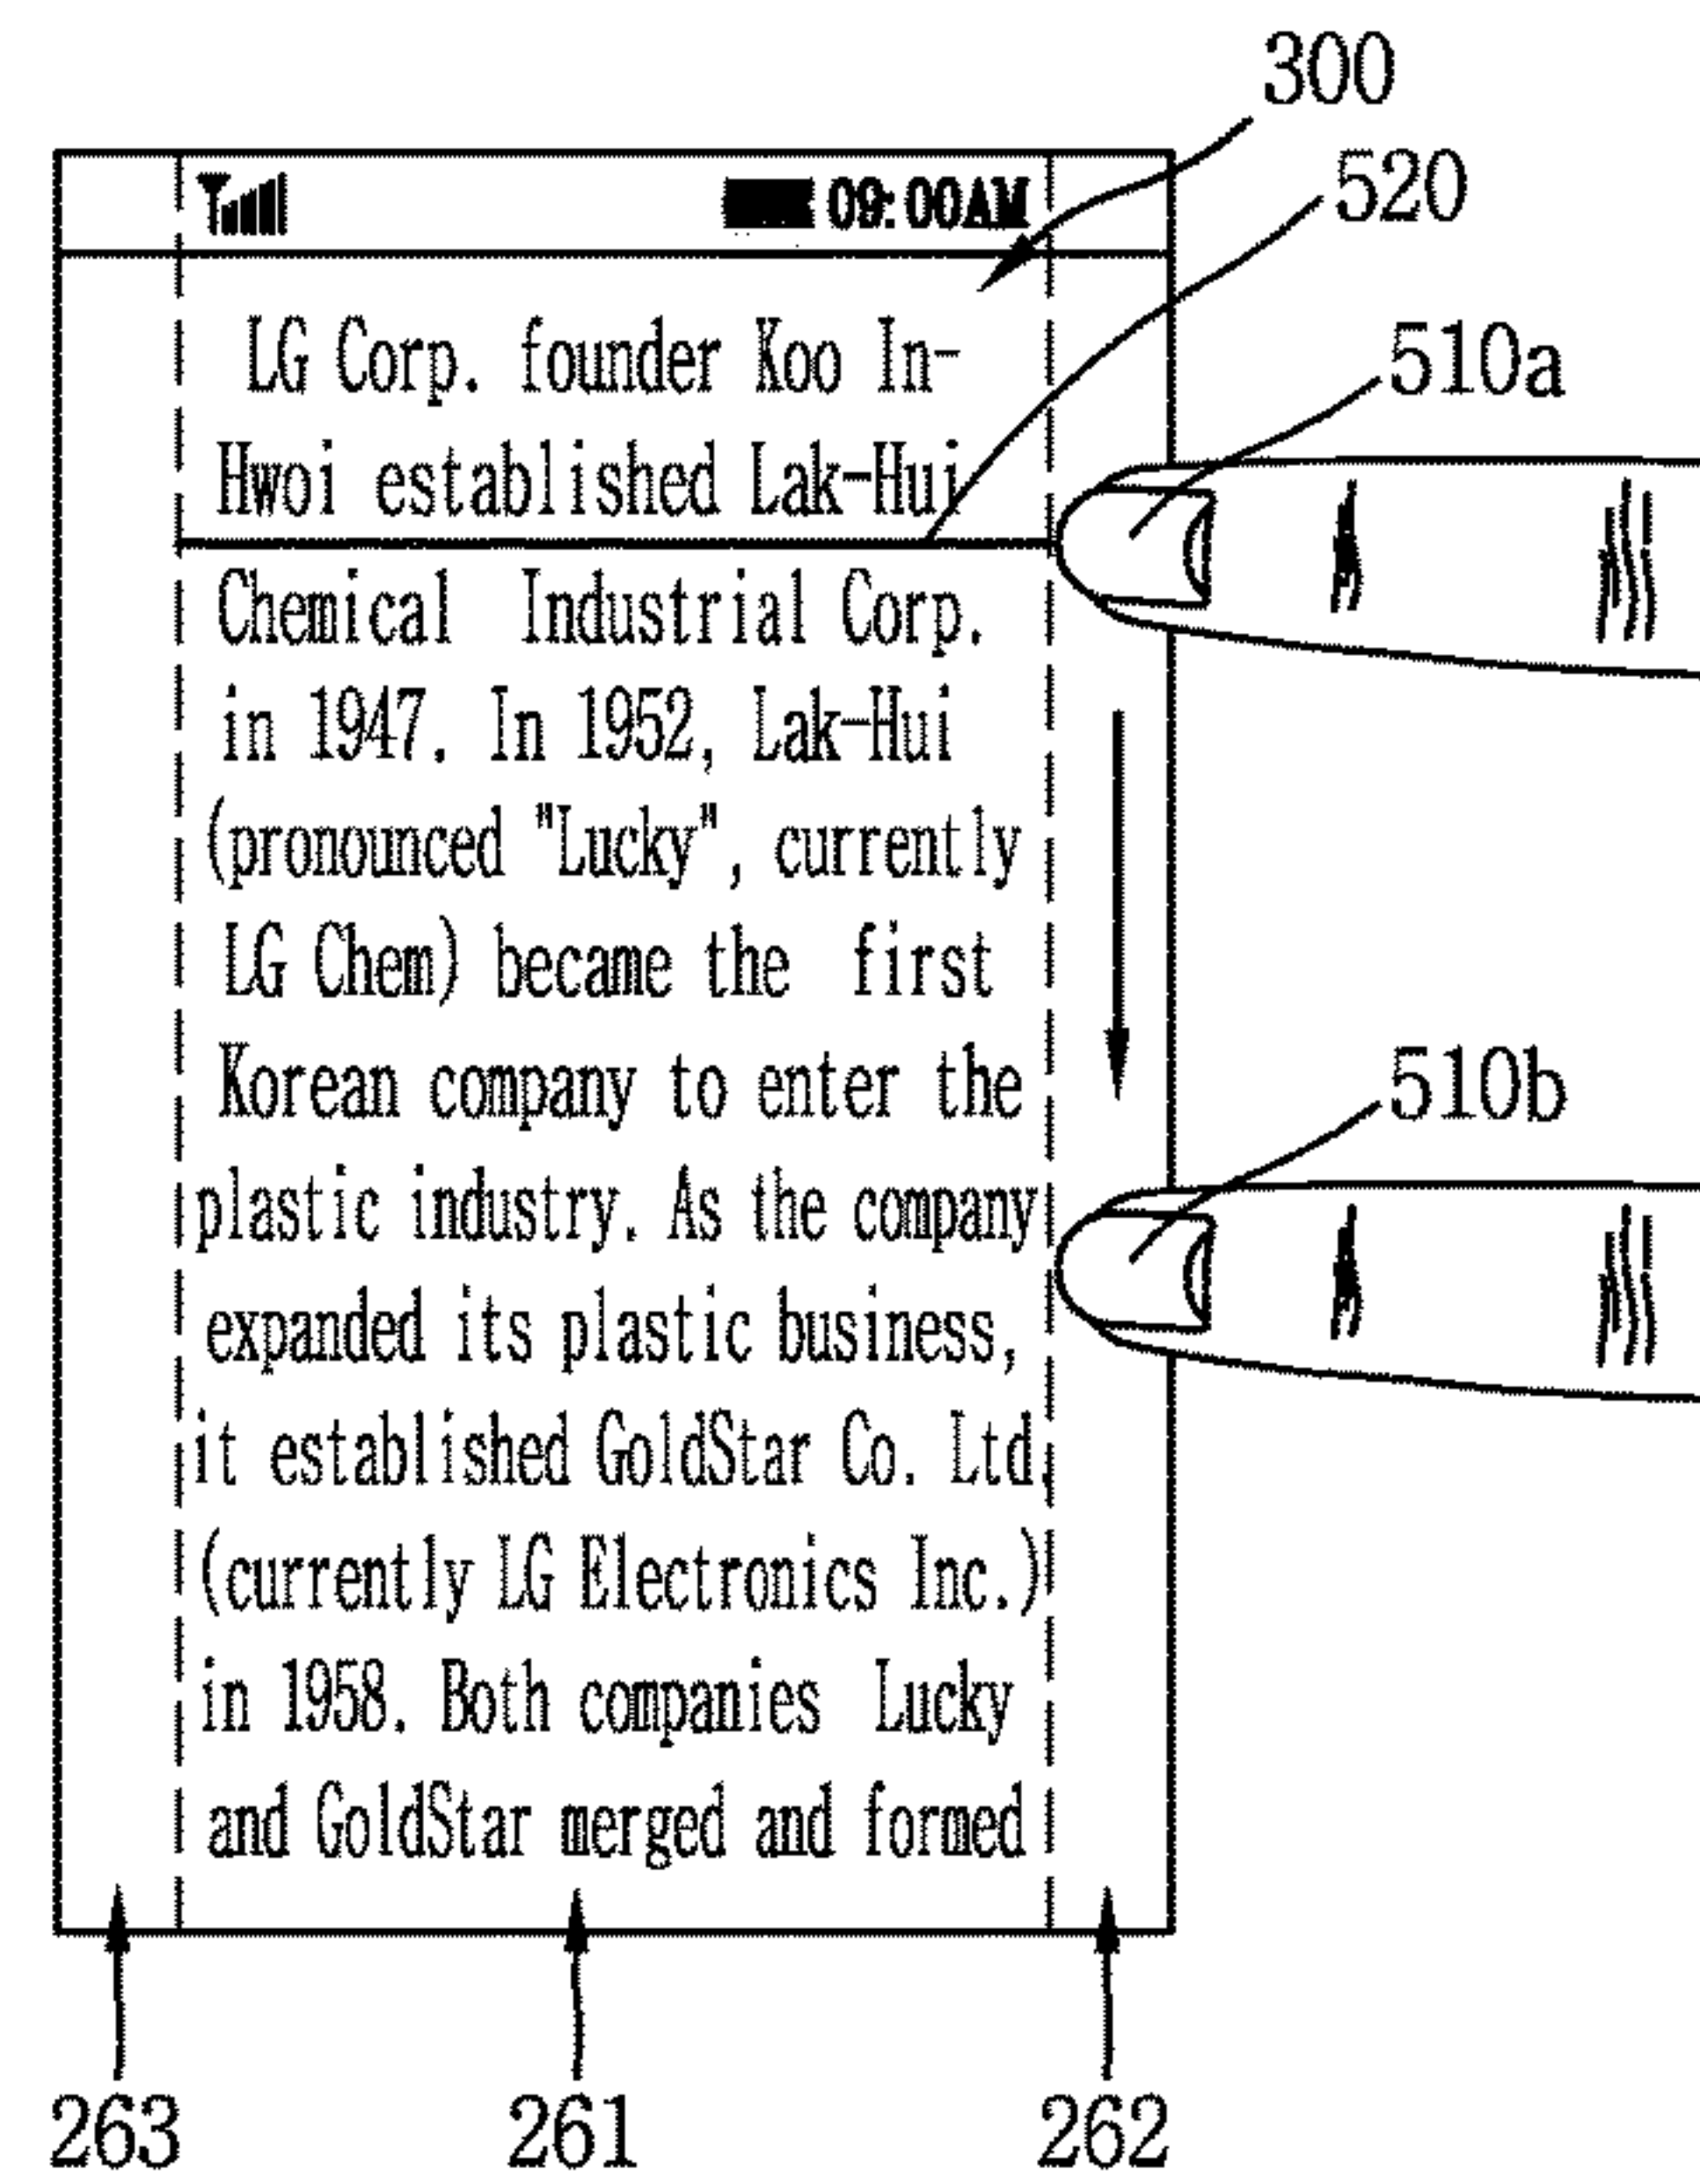 300
520
09:00AM
510a
LG Corp. founder Koo In-
Hwoi established Lak-Hui
Chemical Industrial Corp.
in 1947. In 1952, Lak-Hui
(pronounced "Lucky", currently
LG Chem) became the first
Korean company to enter the
510b
plastic industry. As the company
expanded its plastic business,
it established GoldStar Co. Ltd.
(currently LG Electronics Inc.)
in 1958. Both companies Lucky
and GoldStar merged and formed
263 261 262